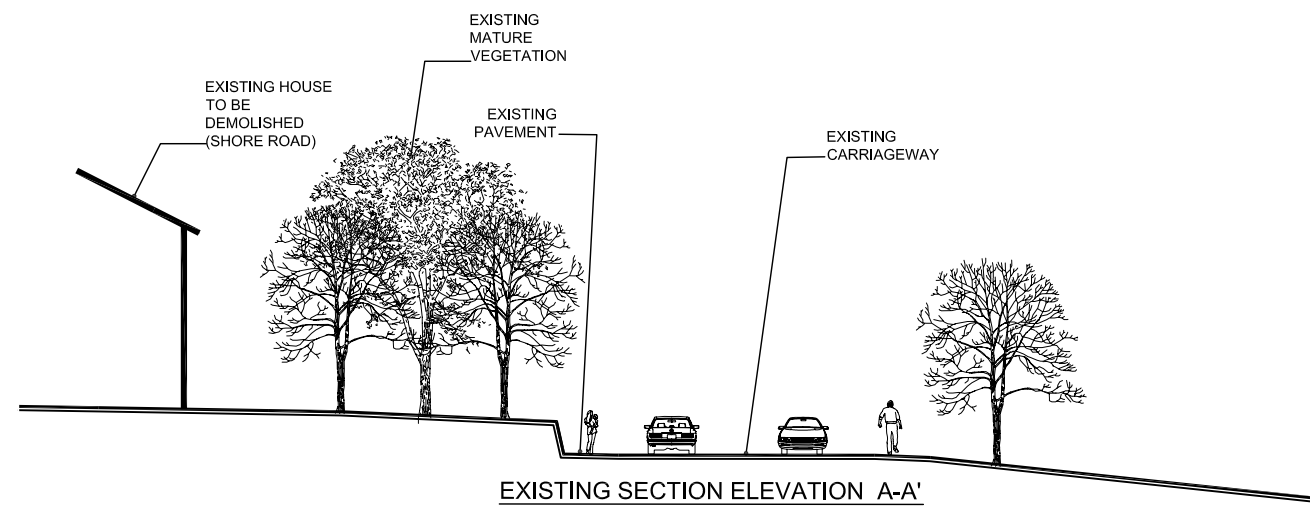 EXISTING
MATURE
VEGETATION
EXISTING HOUSE
TO BE
DEMOLISHED
(SHORE ROAD)
EXISTING
PAVEMENT
EXISTING
CARRIAGEWAY
EXISTING SECTION ELEVATION A-A'